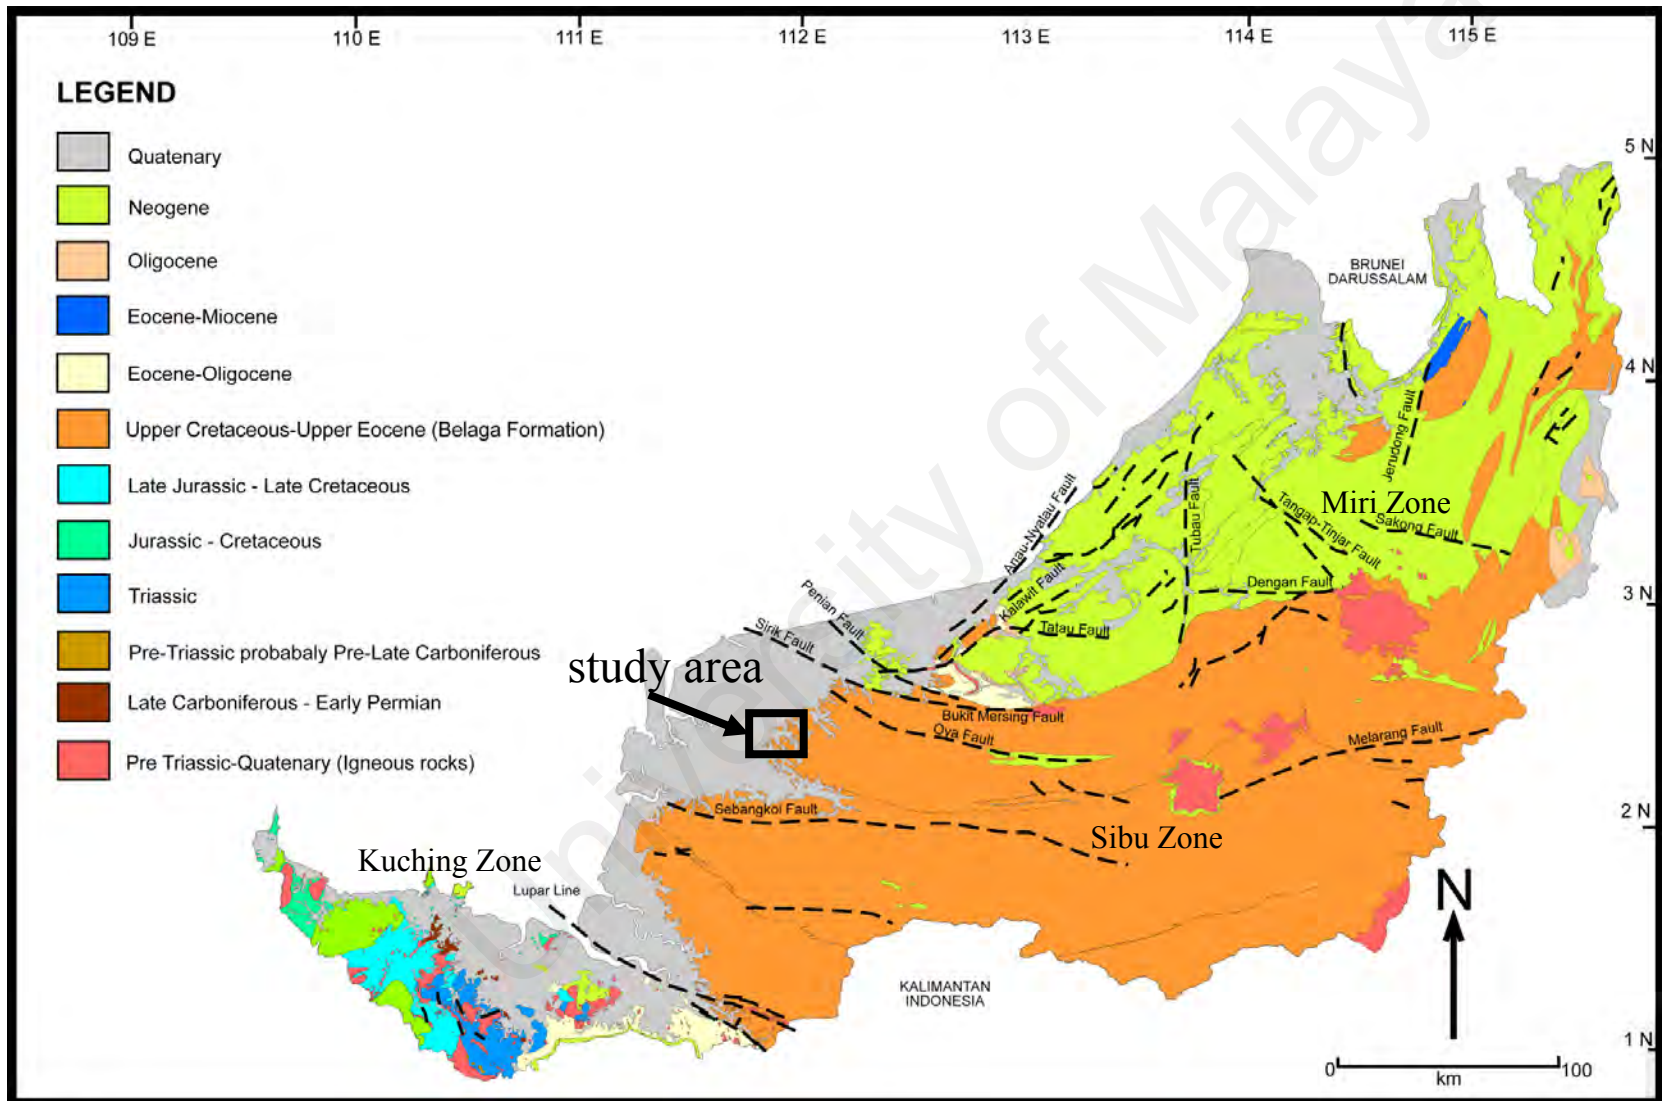 109 E 110 E 111 E 112 E 113 E 114 E 115 E
LEGEND
Quatenary
Neogene
Oligocene
Eocene-Miocene
Eocene-Oligocene
Upper Cretaceous-Upper Eocene (Belaga Formation)
Late Jurassic - Late Cretaceous
Jurassic - Cretaceous
Triassic
Pre-Triassic probabaly Pre-Late Carboniferous
Late Carboniferous - Early Permian
Pre Triassic-Quatenary (Igneous rocks)
5 N
4 N
3 N
2 N
1 N
BRUNEI
DARUSSALAM
Jerudong Fault
Miri Zone
Sakong Fault
Tangap-Tinjar Fault
Tubau Fault
Anau-Nyalau Fault
Kalawit Fault
Dengan Fault
Tatau Fault
Penian Fault
Sirik Fault
study area
Bukit Mersing Fault
Oya Fault
Melarang Fault
Sebangkoi Fault
Sibu Zone
Kuching Zone
Lupar Line
KALIMANTAN
INDONESIA
N
0 100
km
University of Malaya